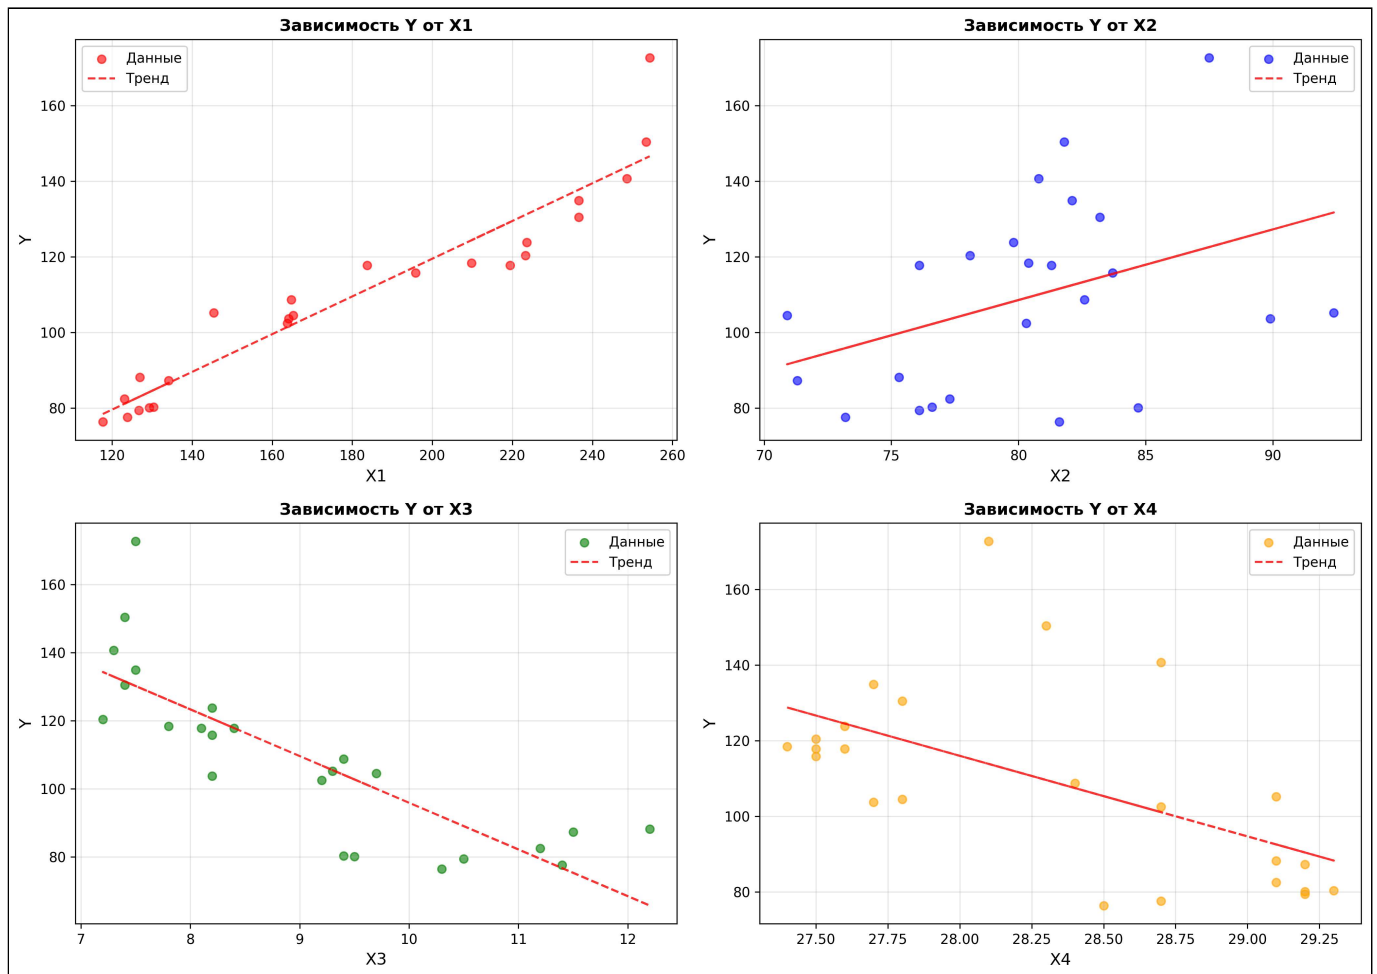 Зависимость Y от X1
Данные
Тренд
160
140
120
100
80
Y
120 140 160 180 200 220 240 260
X1
Зависимость Y от X2
Данные
Тренд
160
140
120
100
80
Y
70 75 80 85 90
X2
Зависимость Y от X3
Данные
Тренд
160
140
120
100
80
Y
7 8 9 10 11 12
X3
Зависимость Y от X4
Данные
Тренд
160
140
120
100
80
Y
27.50 27.75 28.00 28.25 28.50 28.75 29.00 29.25
X4